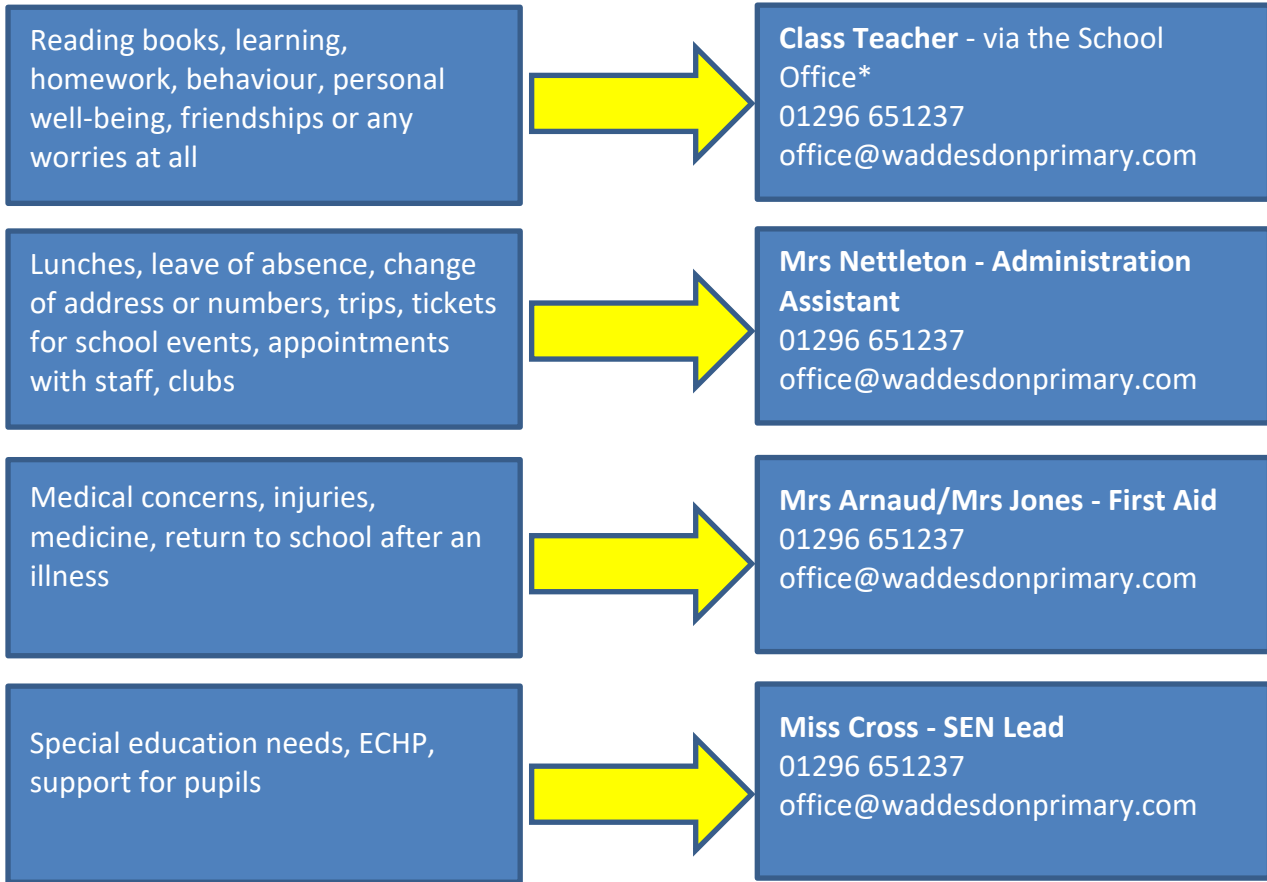 Reading books, learning,
homework, behaviour, personal
well-being, friendships or any
worries at all
Class Teacher - via the School
Office*
01296 651237
office@waddesdonprimary.com
Lunches, leave of absence, change
of address or numbers, trips, tickets
for school events, appointments
with staff, clubs
Mrs Nettleton - Administration
Assistant
01296 651237
office@waddesdonprimary.com
Medical concerns, injuries,
medicine, return to school after an
illness
Mrs Arnaud/Mrs Jones - First Aid
01296 651237
office@waddesdonprimary.com
Special education needs, ECHP,
support for pupils
Miss Cross - SEN Lead
01296 651237
office@waddesdonprimary.com